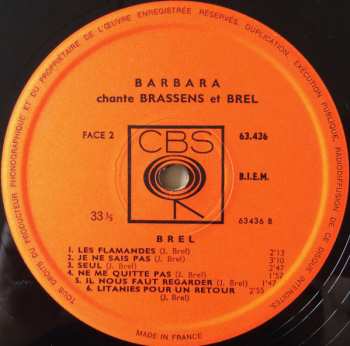 TOUS DROITS DU PRODUCTEUR PHONOGRAPHIQUE ET DU PROPRIÉTAIRE DE L'ŒUVRE ENREGISTRÉE RÉSERVÉS. DUPLICATION, EXÉCUTION PUBLIQUE, RADIODIFFUSION DE CE DISQUE INTERDITES.
BARBARA
chante BRASSENS et BREL
FACE 2
CBS
63.436
B.I.E.M.
33⅓
63436 B
BREL
1. LES FLAMANDES (J. Brel) 2'13
2. JE NE SAIS PAS (J. Brel) 3'10
3. SEUL (J. Brel) 2'47
4. NE ME QUITTE PAS (J. Brel) 3'57
5. IL NOUS FAUT REGARDER (J. Brel) 1'47
6. LITANIES POUR UN RETOUR 2'55
(J. Brel)
MADE IN FRANCE